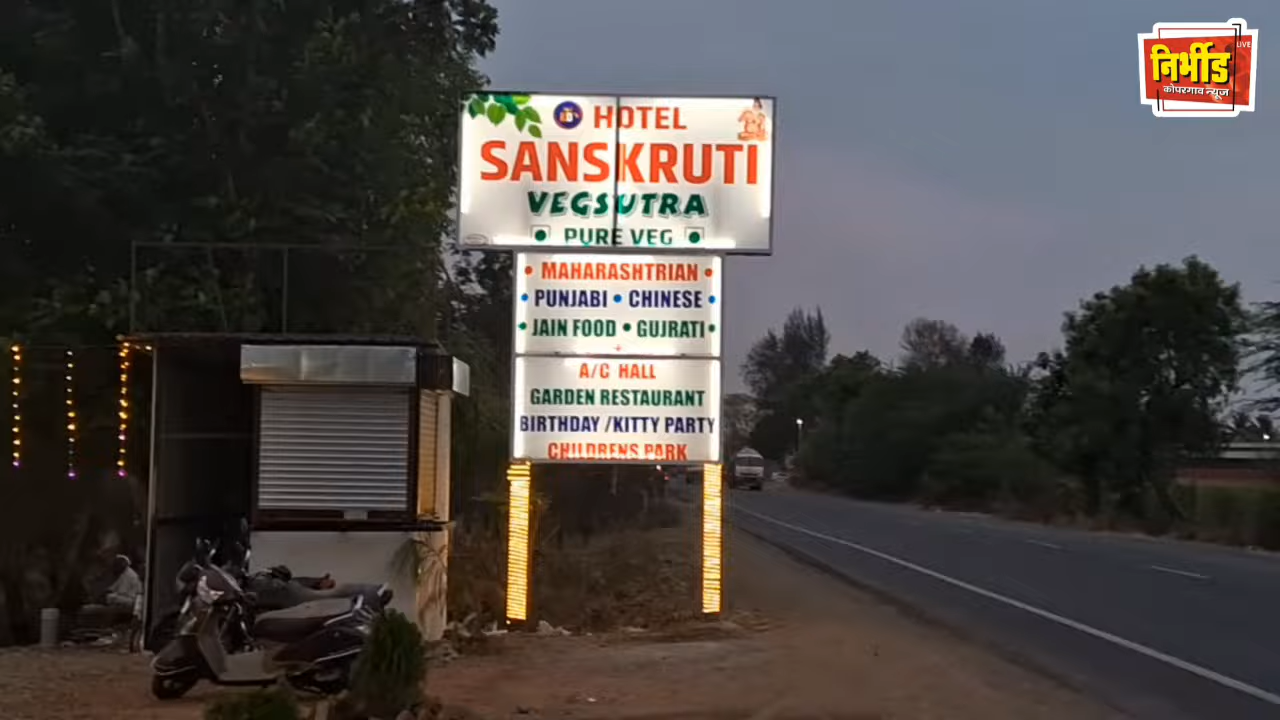 HOTEL
SANSKRUTI
VEGSUTRA
PURE VEG
• MAHARASHTRIAN •
• PUNJABI • CHINESE •
• JAIN FOOD • GUJRATI •
A/C HALL
GARDEN RESTAURANT
BIRTHDAY /KITTY PARTY
CHILDRENS PARK
LIVE
निर्भीड
कोपरगाव न्यूज